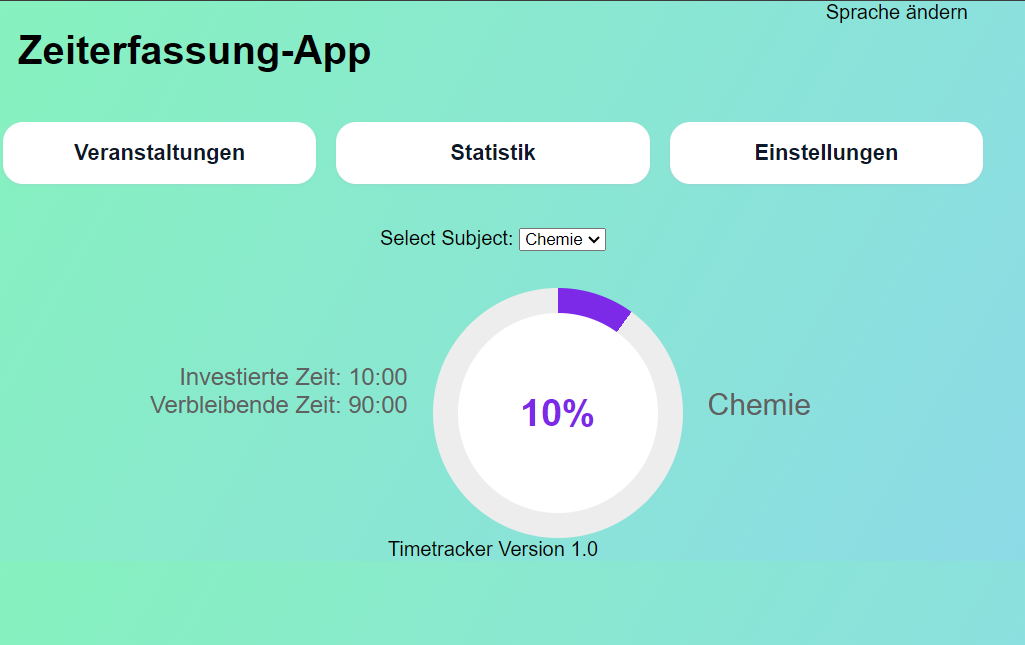 Sprache ändern
Zeiterfassung-App
Veranstaltungen
Statistik
Einstellungen
Select Subject: Chemie
Investierte Zeit: 10:00
Verbleibende Zeit: 90:00
10%
Chemie
Timetracker Version 1.0